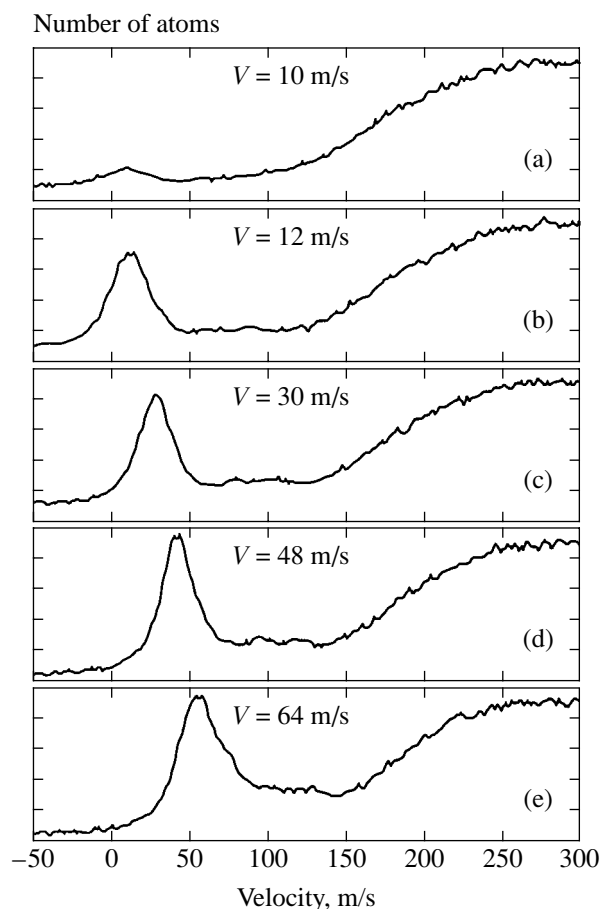 Number of atoms
V = 10 m/s
(a)
V = 12 m/s
(b)
V = 30 m/s
(c)
V = 48 m/s
(d)
V = 64 m/s
(e)
−50 0 50 100 150 200 250 300
Velocity, m/s